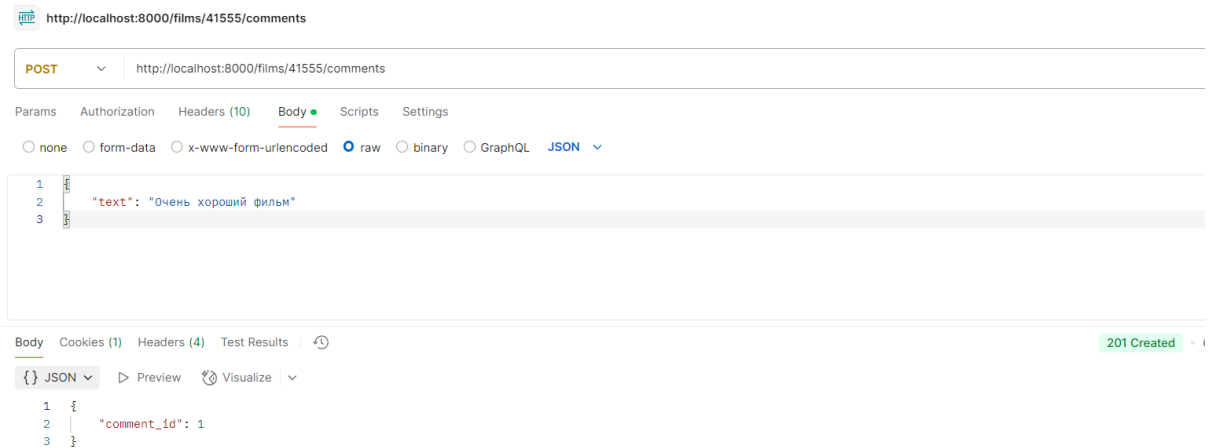 HTTP http://localhost:8000/films/41555/comments
POST http://localhost:8000/films/41555/comments
Params Authorization Headers (10) Body Scripts Settings
none form-data x-www-form-urlencoded raw binary GraphQL JSON
1 {
2 "text": "Очень хороший фильм"
3 }
Body Cookies (1) Headers (4) Test Results 201 Created
{} JSON Preview Visualize
1 {
2 "comment_id": 1
3 }